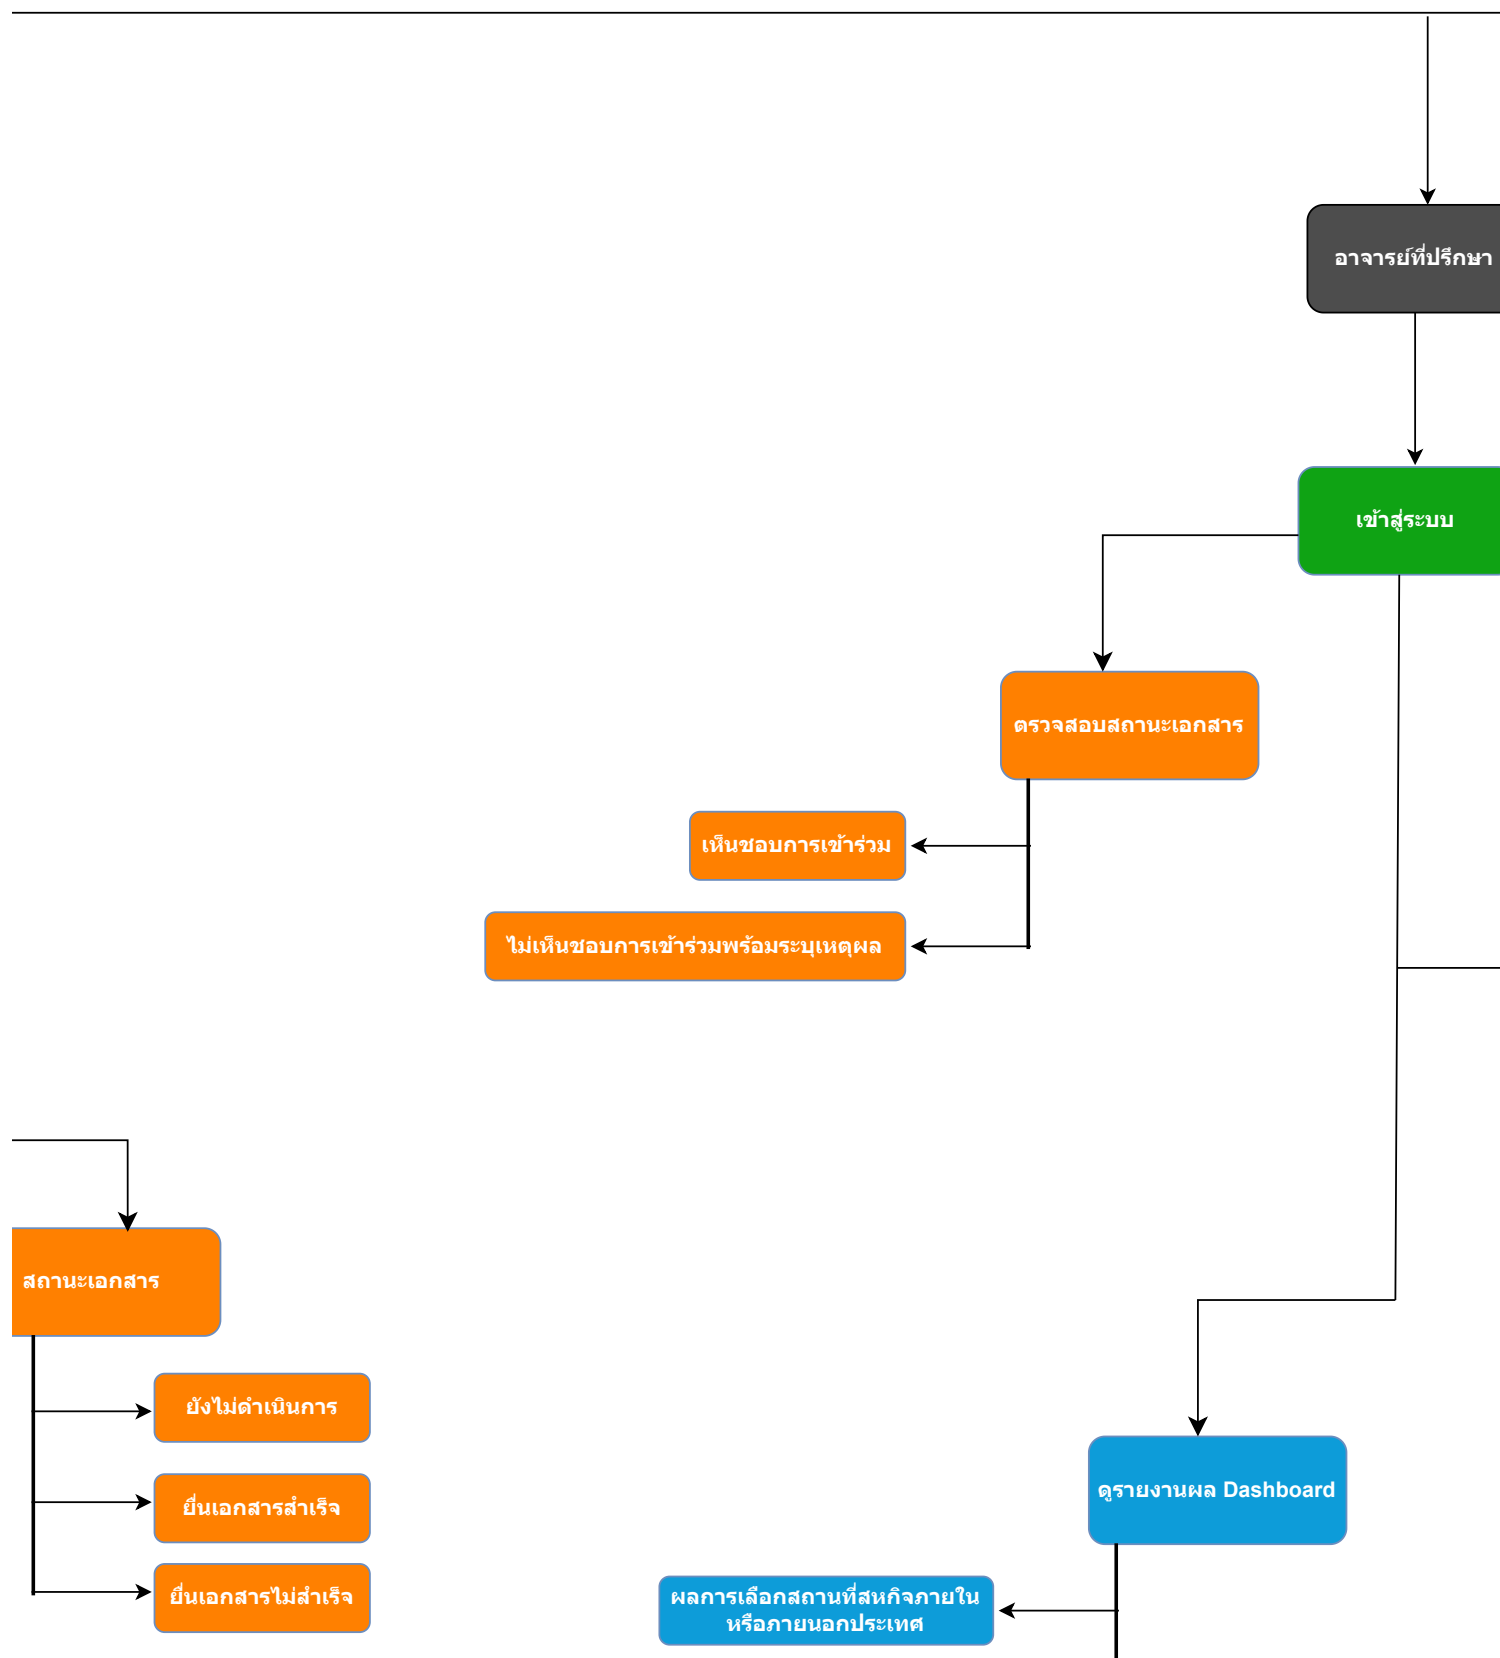 อาจารย์ที่ปรึกษา
เข้าสู่ระบบ
ตรวจสอบสถานะเอกสาร
เห็นชอบการเข้าร่วม
ไม่เห็นชอบการเข้าร่วมพร้อมระบุเหตุผล
สถานะเอกสาร
ยังไม่ดำเนินการ
ยื่นเอกสารสำเร็จ
ยื่นเอกสารไม่สำเร็จ
ดูรายงานผล Dashboard
ผลการเลือกสถานที่สหกิจภายใน
หรือภายนอกประเทศ